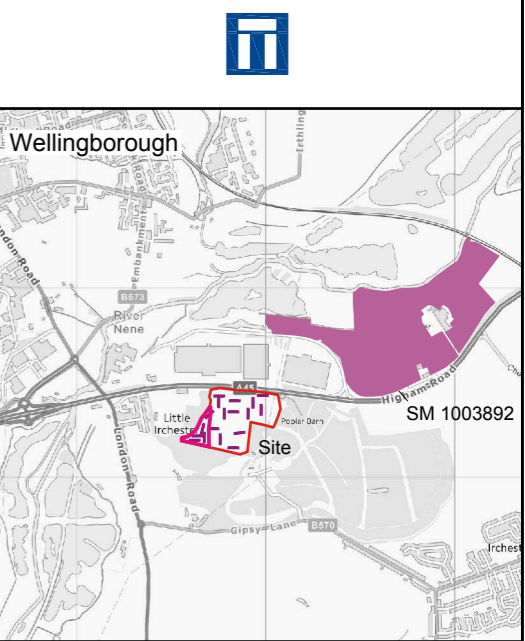 Wellingborough
Irthling
London Road
Embankment
B573
River
Nene
A45
Higham Road
SM 1003892
Little
Ircheste
Poplar Barn
Site
London Road
Gipsy Lane
B570
Irchest